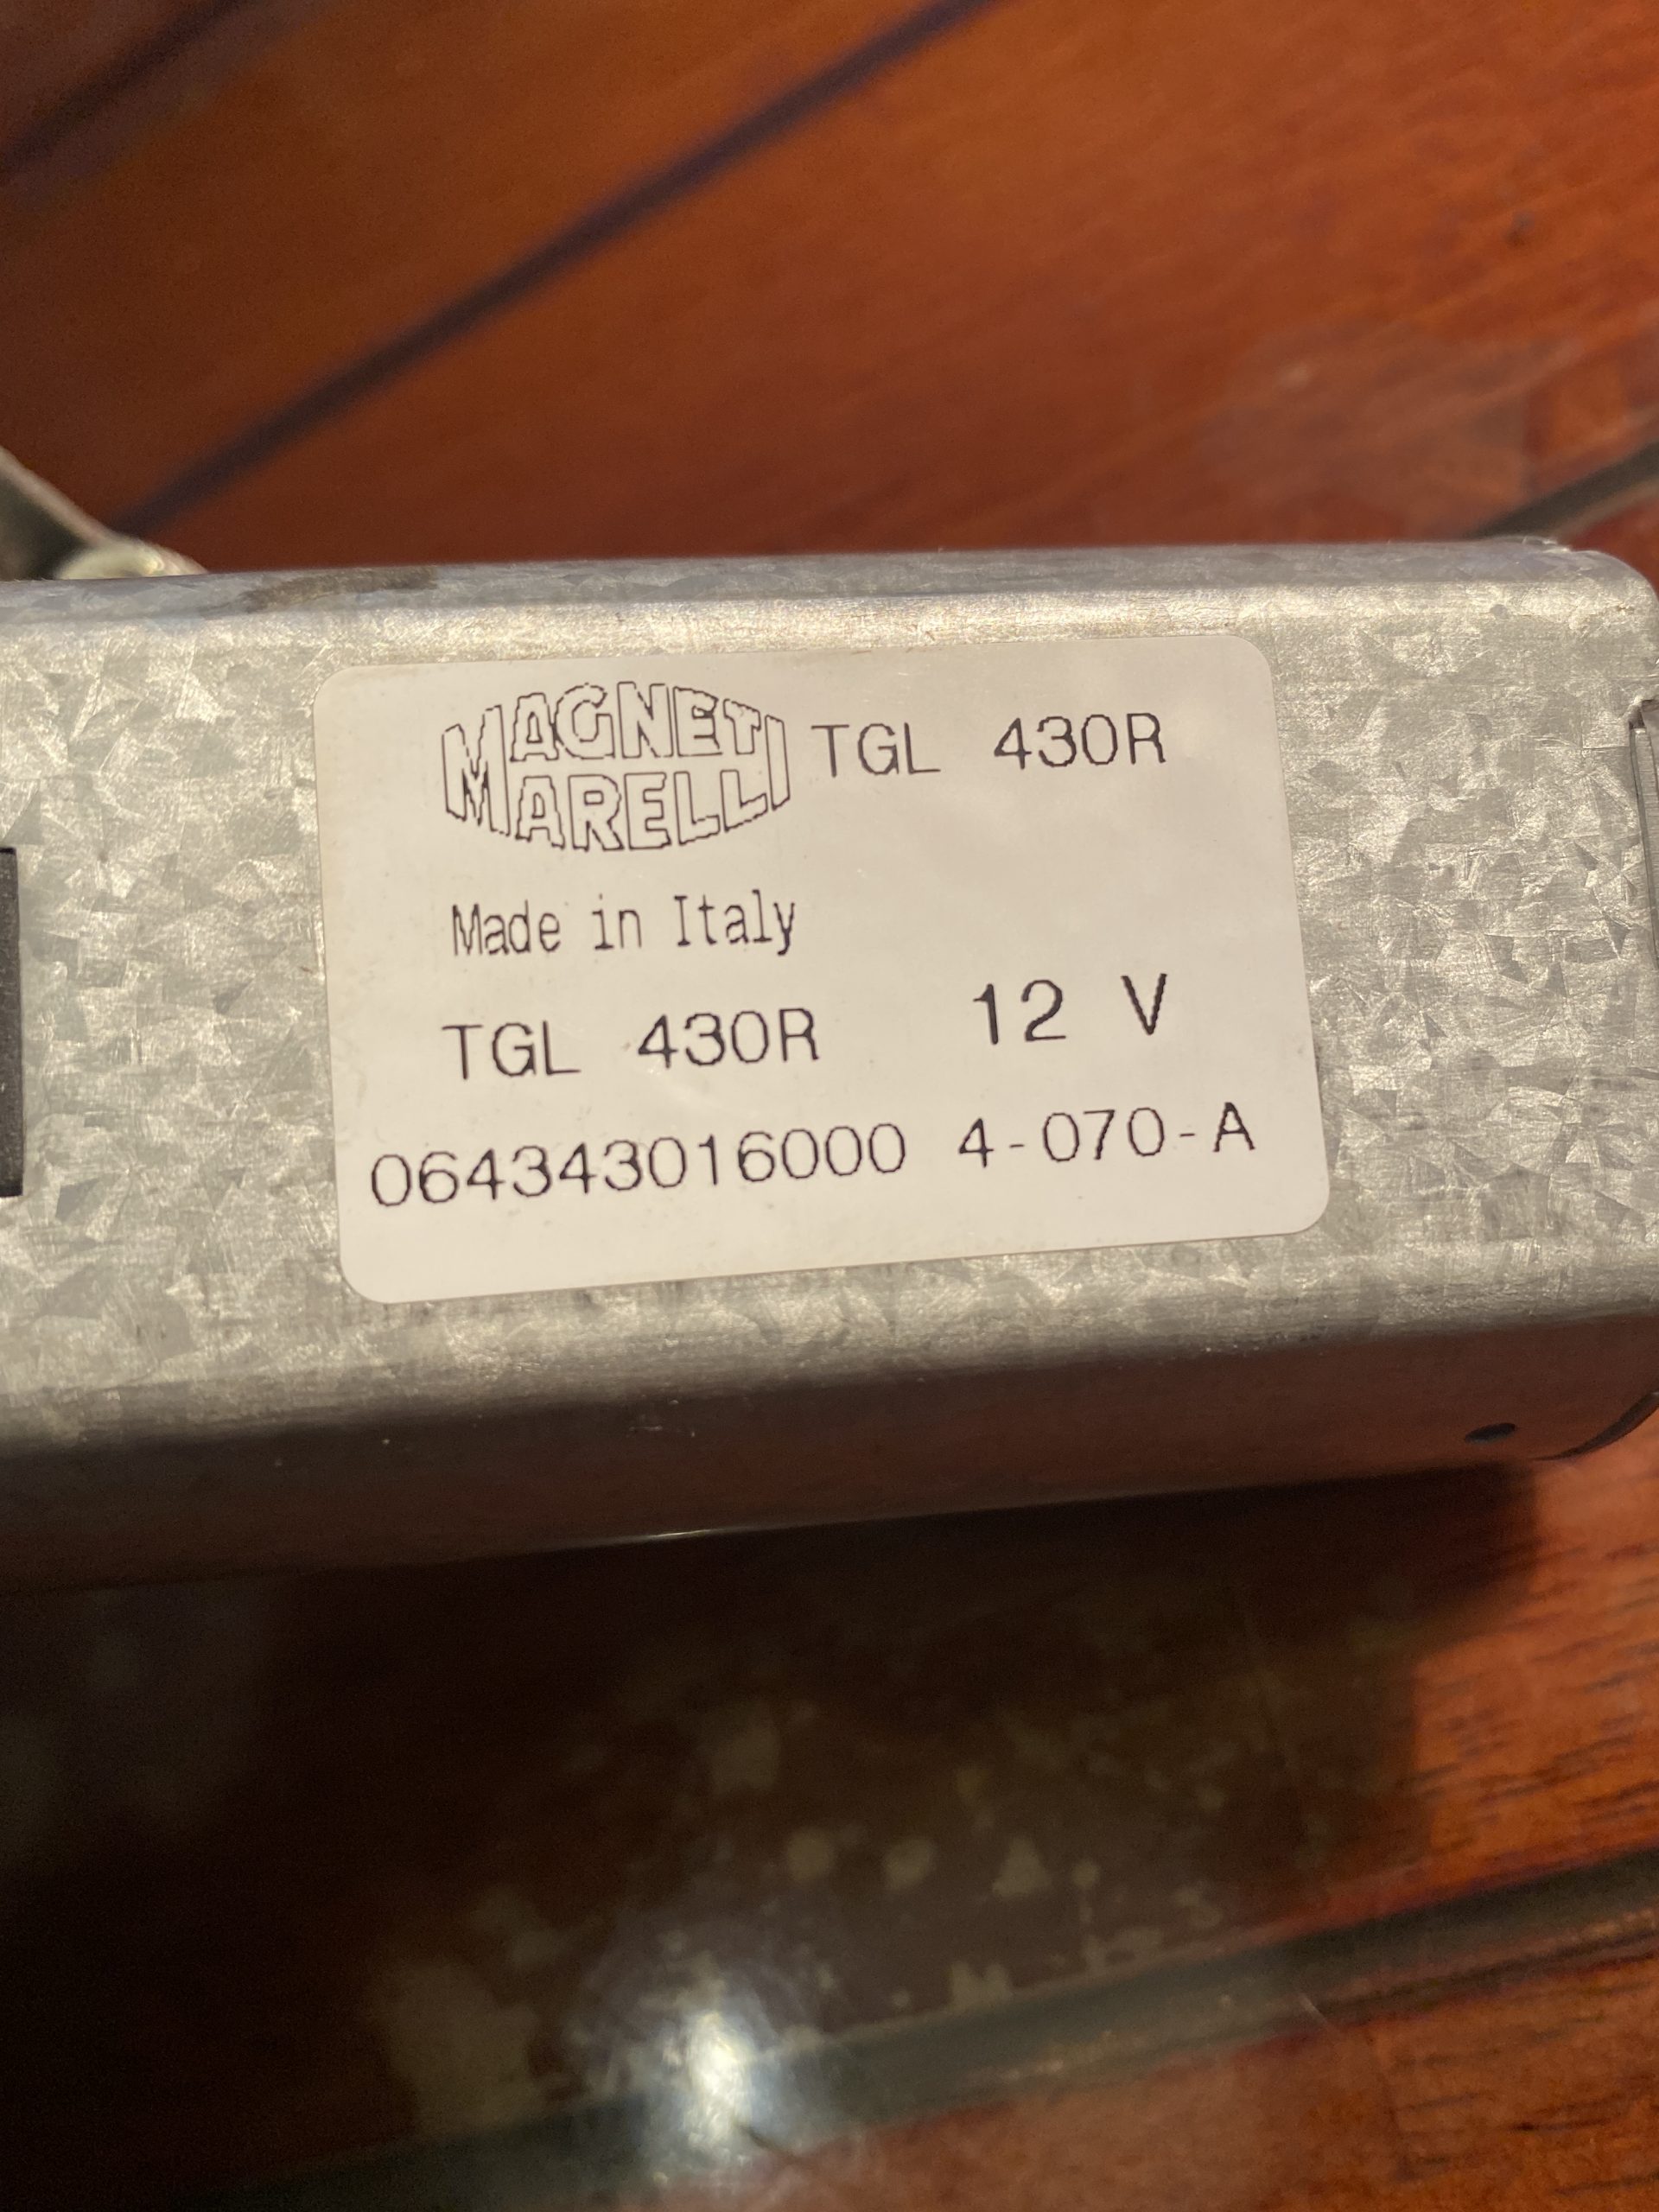 MAGNETI MARELLI TGL 430R
Made in Italy
TGL 430R 12 V
064343016000 4-070-A